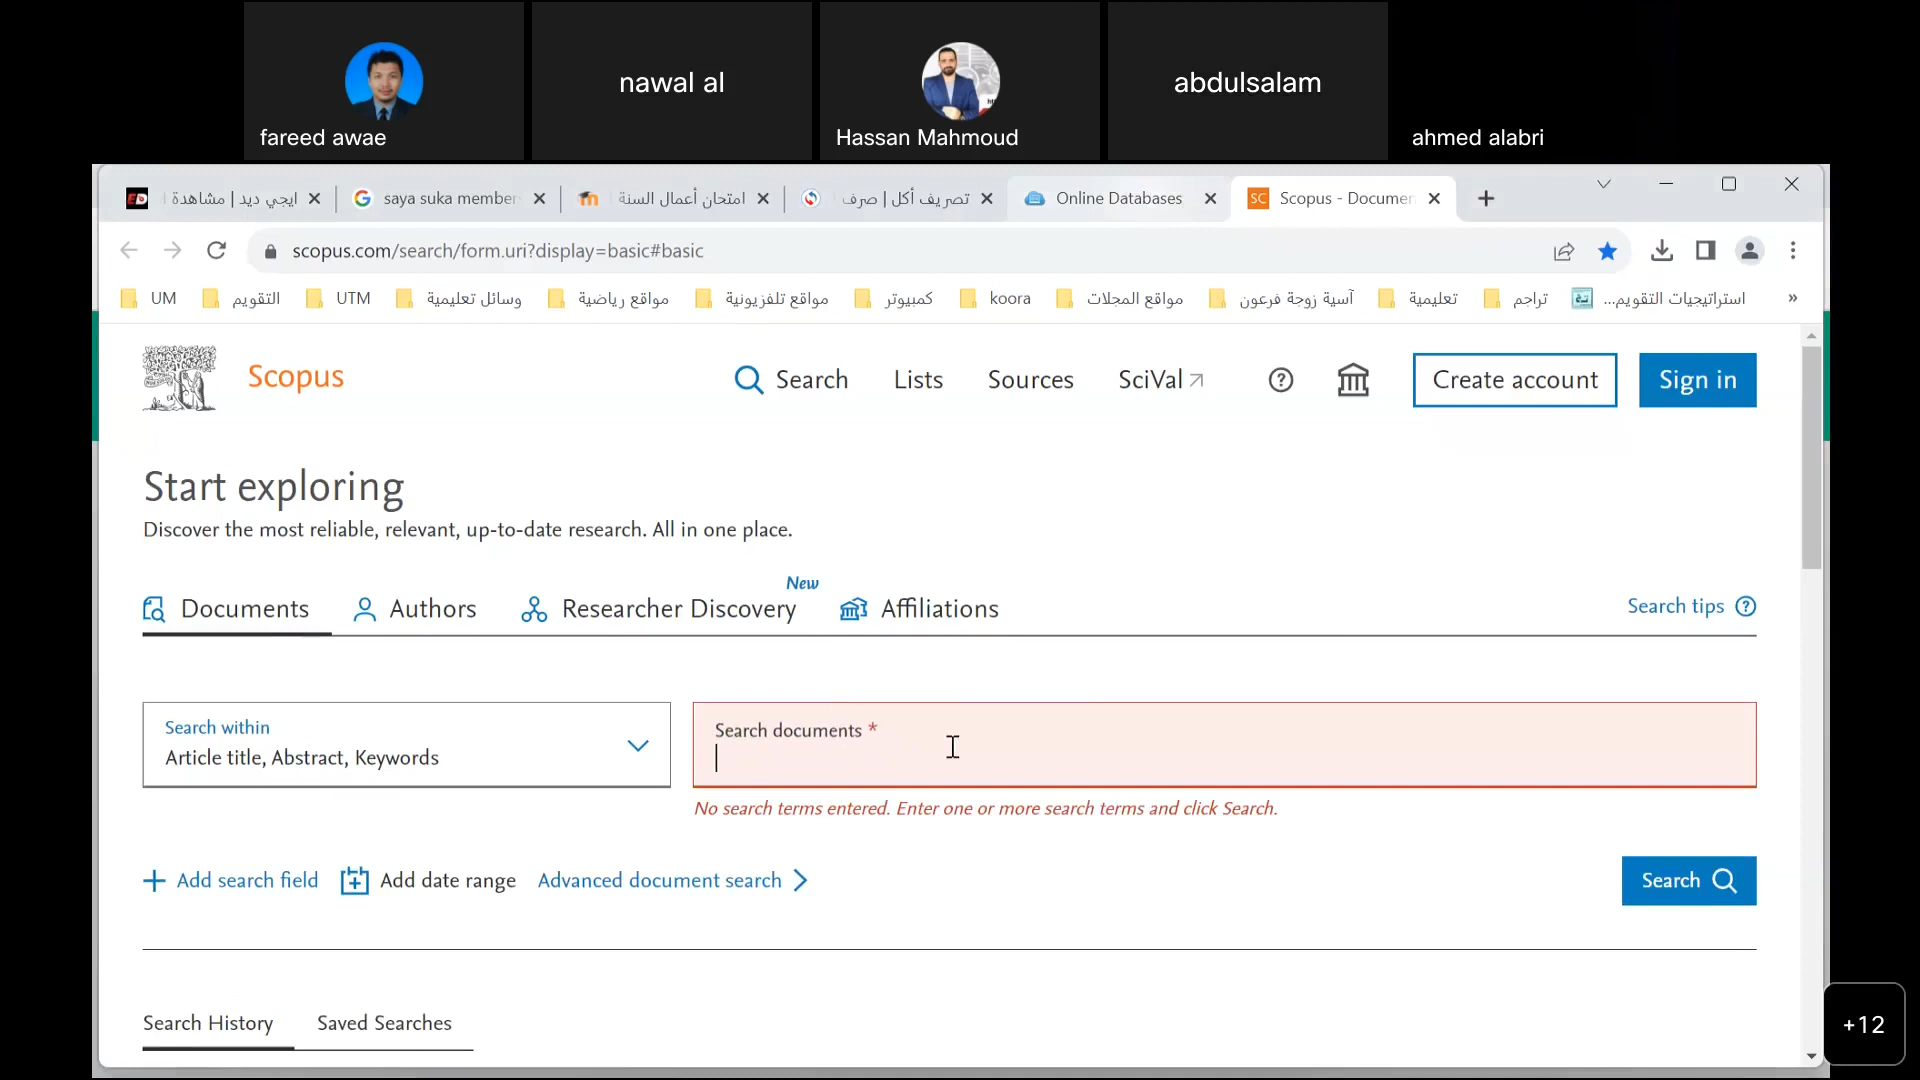 nawal al
abdulsalam
fareed awae
Hassan Mahmoud
ahmed alabri
ايجي ديد | مشاهدة
saya suka member
امتحان أعمال السنة
تصريف أكل | صرف
Online Databases
SC Scopus - Documen
scopus.com/search/form.uri?display=basic#basic
UM
التقويم
UTM
وسائل تعليمية
مواقع رياضية
مواقع تلفزيونية
كمبيوتر
koora
مواقع المجلات
آسية زوجة فرعون
تعليمية
تراجم
استراتيجيات التقويم...
»
Scopus
Search
Lists
Sources
SciVal
Create account
Sign in
Start exploring
Discover the most reliable, relevant, up-to-date research. All in one place.
New
Documents
Authors
Researcher Discovery
Affiliations
Search tips
Search within
Article title, Abstract, Keywords
Search documents *
No search terms entered. Enter one or more search terms and click Search.
Add search field
Add date range
Advanced document search
Search
Search History
Saved Searches
+12